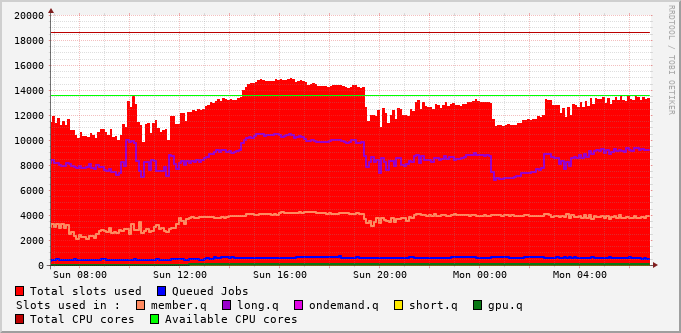 RRDTOOL / TOBI OETIKER
20000
18000
16000
14000
12000
10000
8000
6000
4000
2000
0
Sun 08:00 Sun 12:00 Sun 16:00 Sun 20:00 Mon 00:00 Mon 04:00
Total slots used Queued Jobs
Slots used in : member.q long.q ondemand.q short.q gpu.q
Total CPU cores Available CPU cores